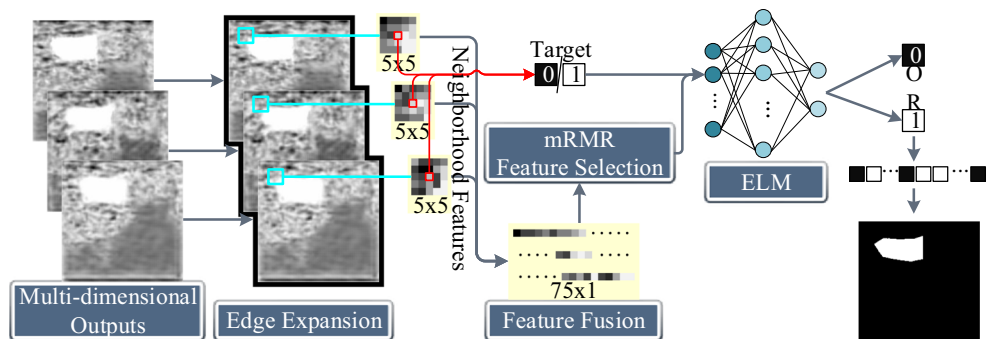 Multi-dimensional
Outputs
Edge Expansion
5x5
5x5
5x5
Neighborhood Features
Target
0/1
mRMR
Feature Selection
75x1
Feature Fusion
ELM
0
O
R
1